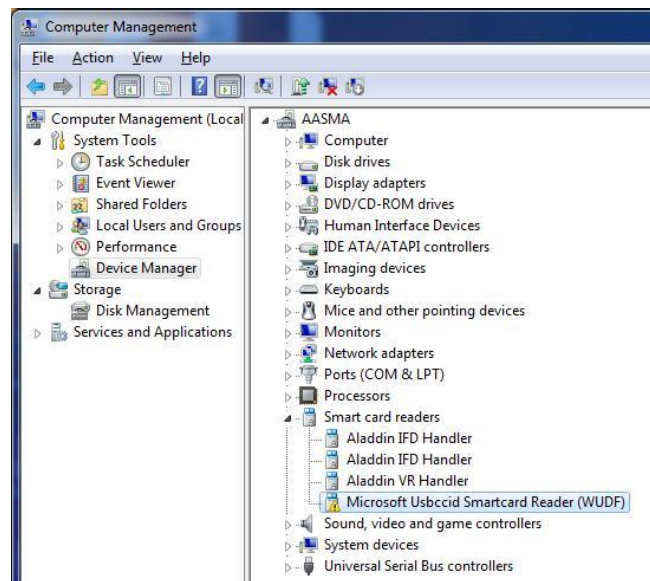 Computer Management
File Action View Help
Computer Management (Local
System Tools
Task Scheduler
Event Viewer
Shared Folders
Local Users and Groups
Performance
Device Manager
Storage
Disk Management
Services and Applications
AASMA
Computer
Disk drives
Display adapters
DVD/CD-ROM drives
Human Interface Devices
IDE ATA/ATAPI controllers
Imaging devices
Keyboards
Mice and other pointing devices
Monitors
Network adapters
Ports (COM & LPT)
Processors
Smart card readers
Aladdin IFD Handler
Aladdin IFD Handler
Aladdin VR Handler
Microsoft Usbccid Smartcard Reader (WUDF)
Sound, video and game controllers
System devices
Universal Serial Bus controllers